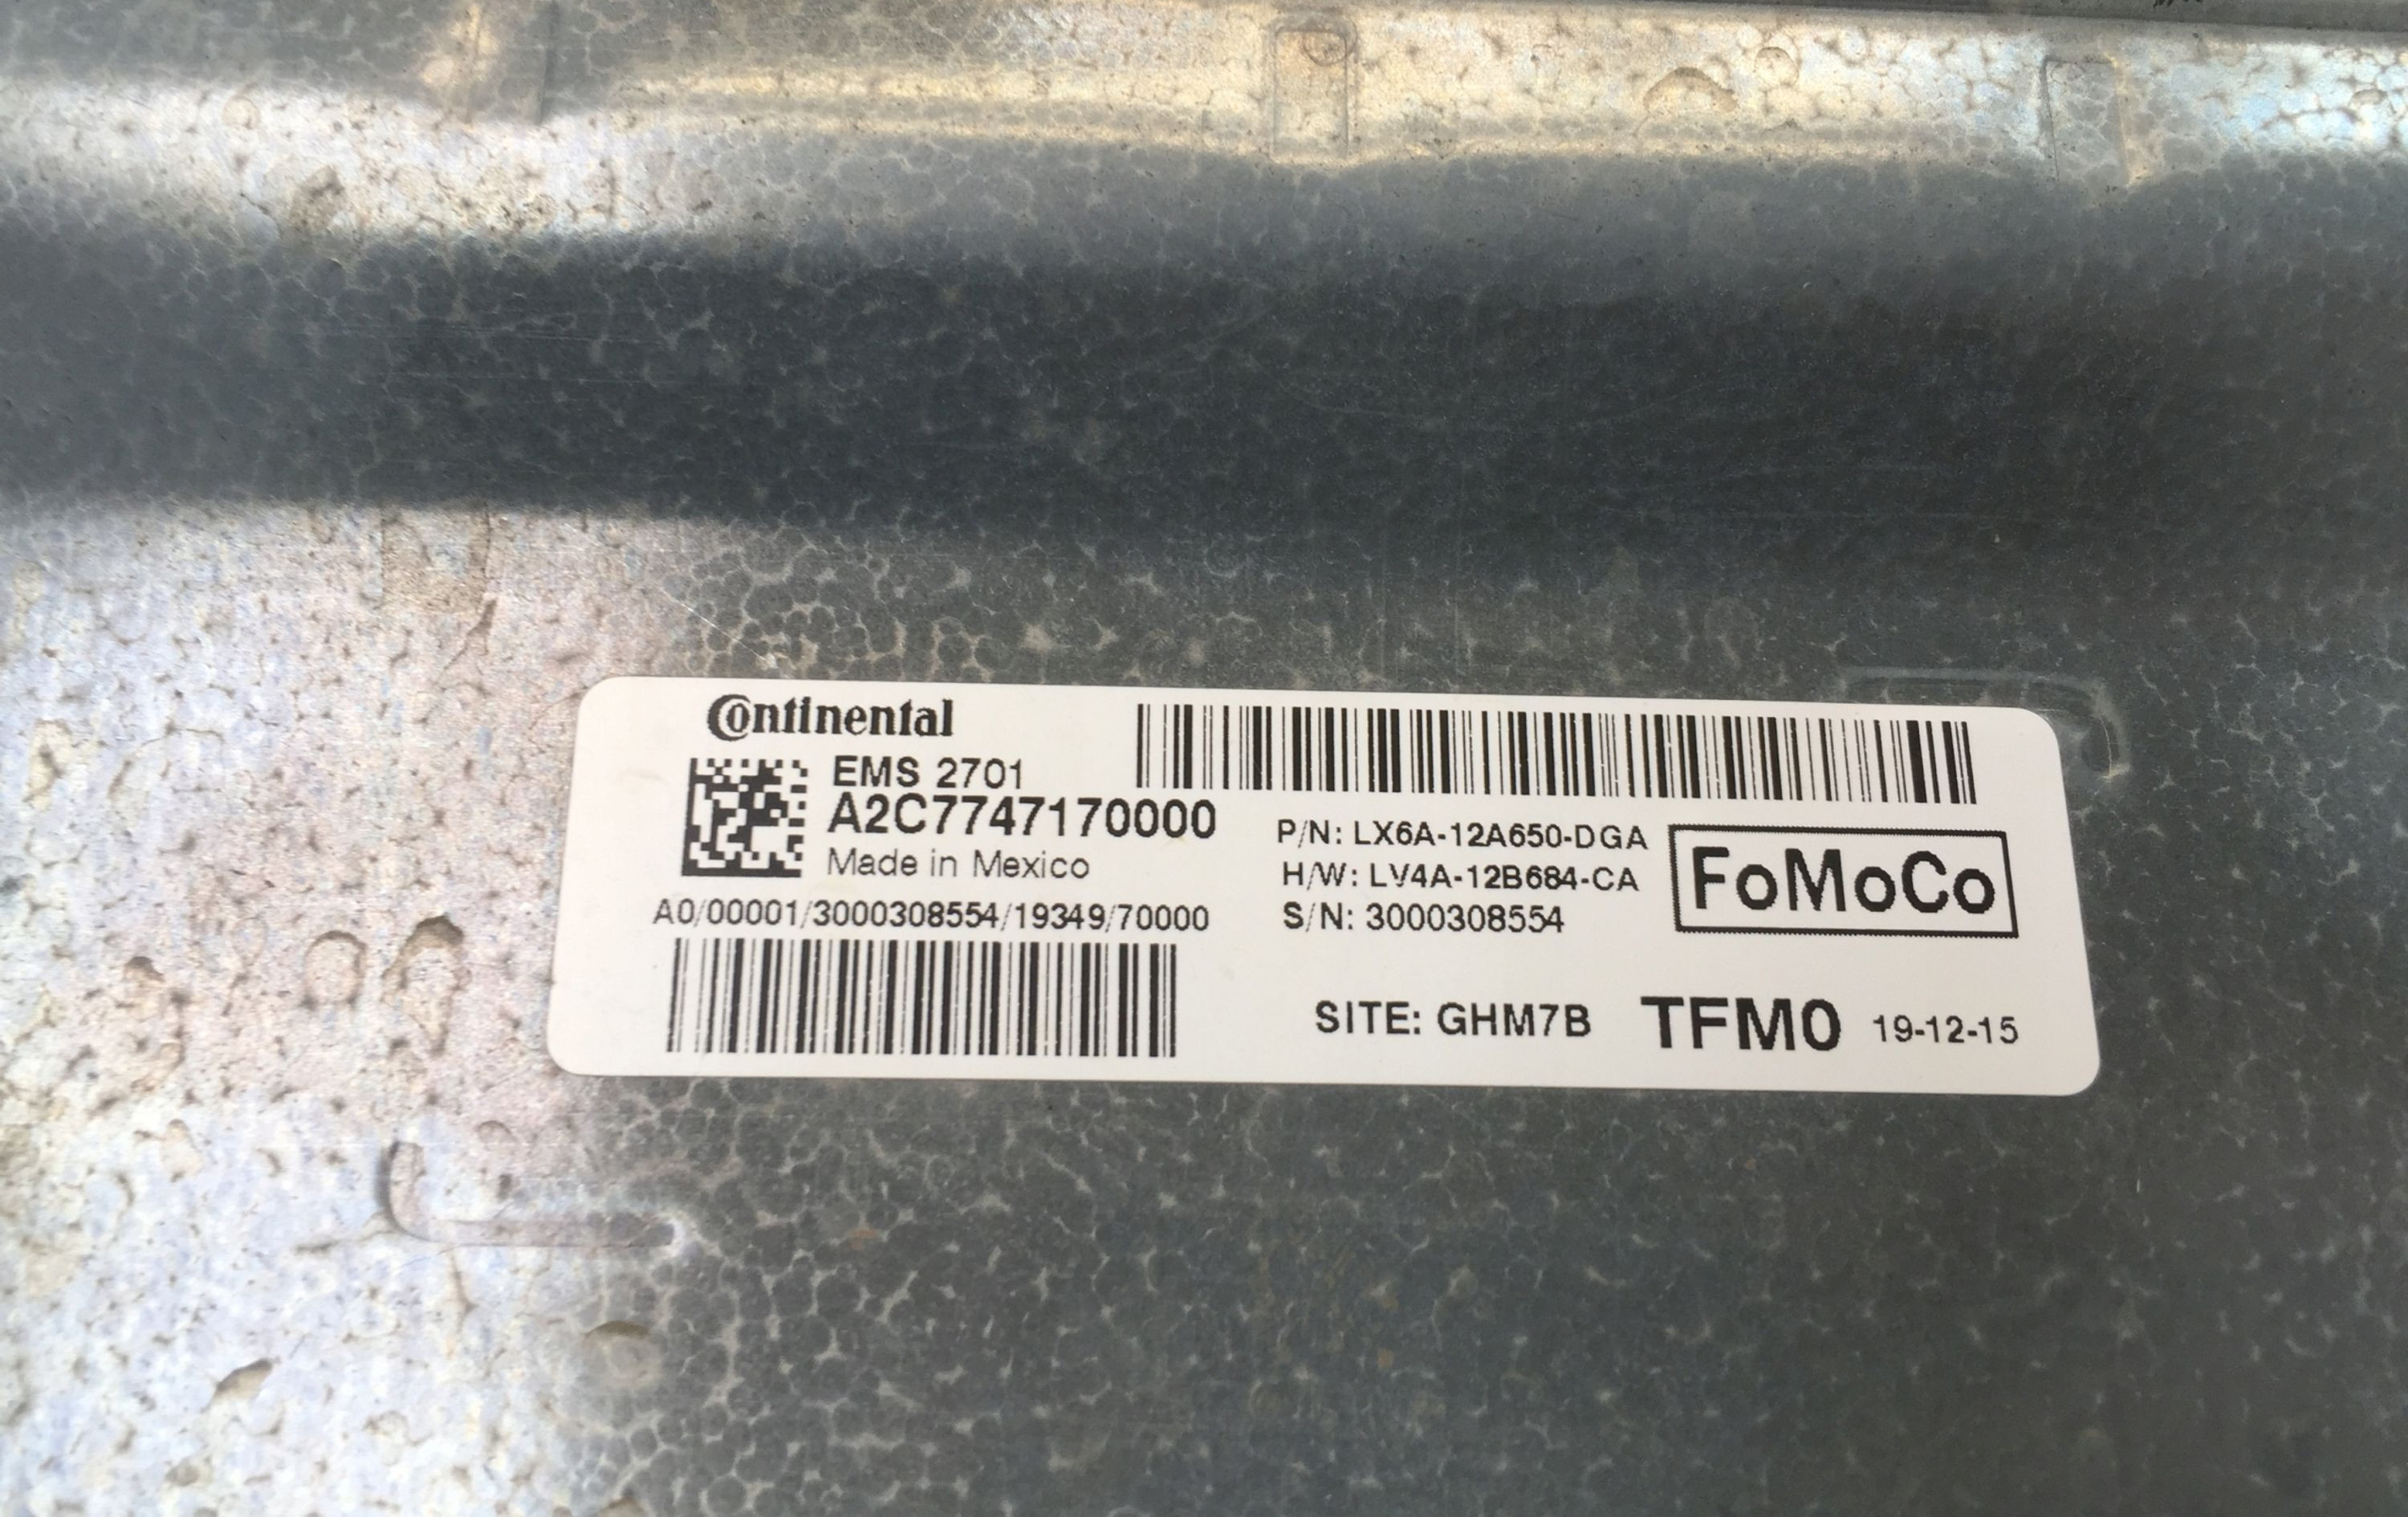 Continental
EMS 2701
A2C7747170000
Made in Mexico
A0/00001/3000308554/19349/70000
P/N: LX6A-12A650-DGA
H/W: LV4A-12B684-CA
S/N: 3000308554
FoMoCo
SITE: GHM7B TFM0 19-12-15